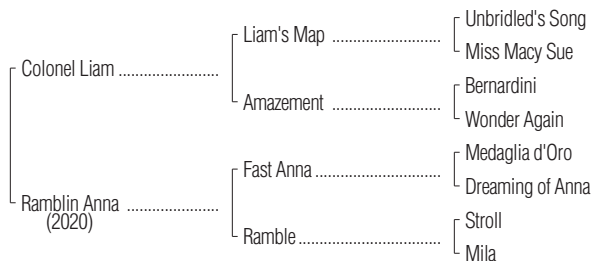 Unbridled's Song
Liam's Map ........................
Miss Macy Sue
Colonel Liam ......................
Bernardini
Amazement ........................
Wonder Again
Medaglia d'Oro
Fast Anna ...........................
Dreaming of Anna
Ramblin Anna ....................
(2020)
Stroll
Ramble ...............................
Mila